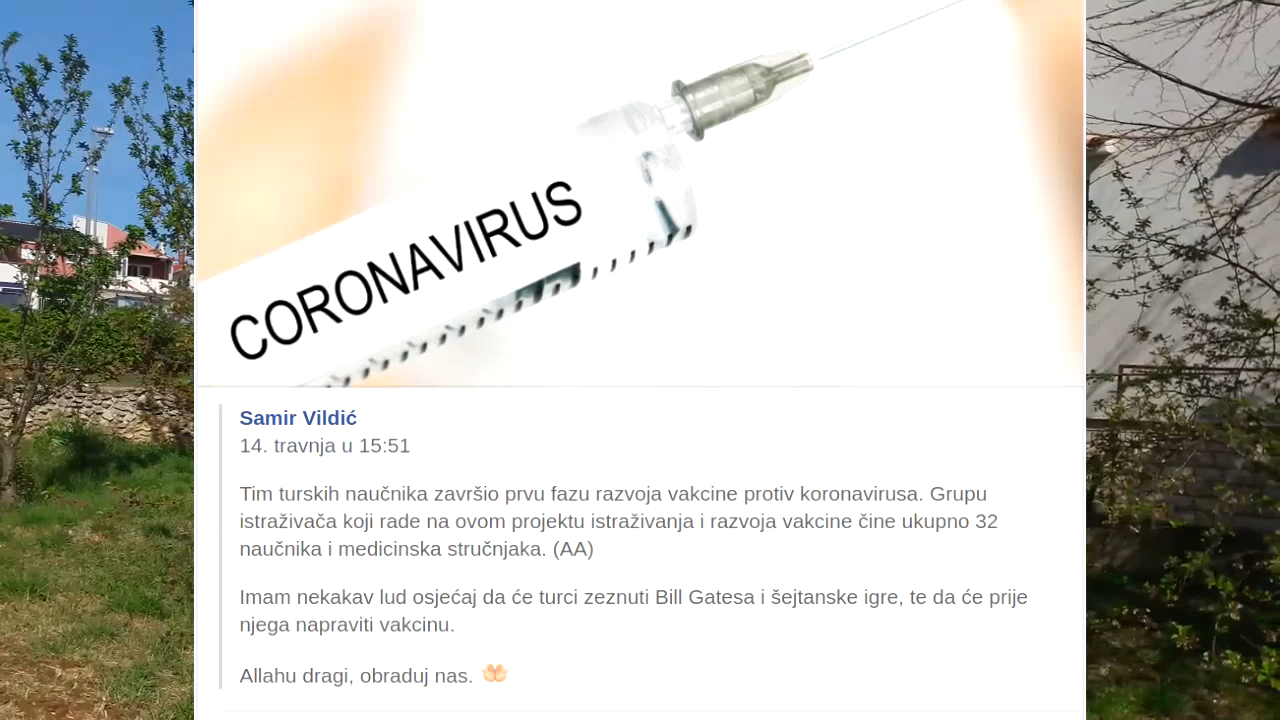 CORONAVIRUS
Samir Vildić
14. travnja u 15:51
Tim turskih naučnika završio prvu fazu razvoja vakcine protiv koronavirusa. Grupu
istraživača koji rade na ovom projektu istraživanja i razvoja vakcine čine ukupno 32
naučnika i medicinska stručnjaka. (AA)
Imam nekakav lud osjećaj da će turci zeznuti Bill Gatesa i šejtanske igre, te da će prije
njega napraviti vakcinu.
Allahu dragi, obraduj nas. 🤲🏻